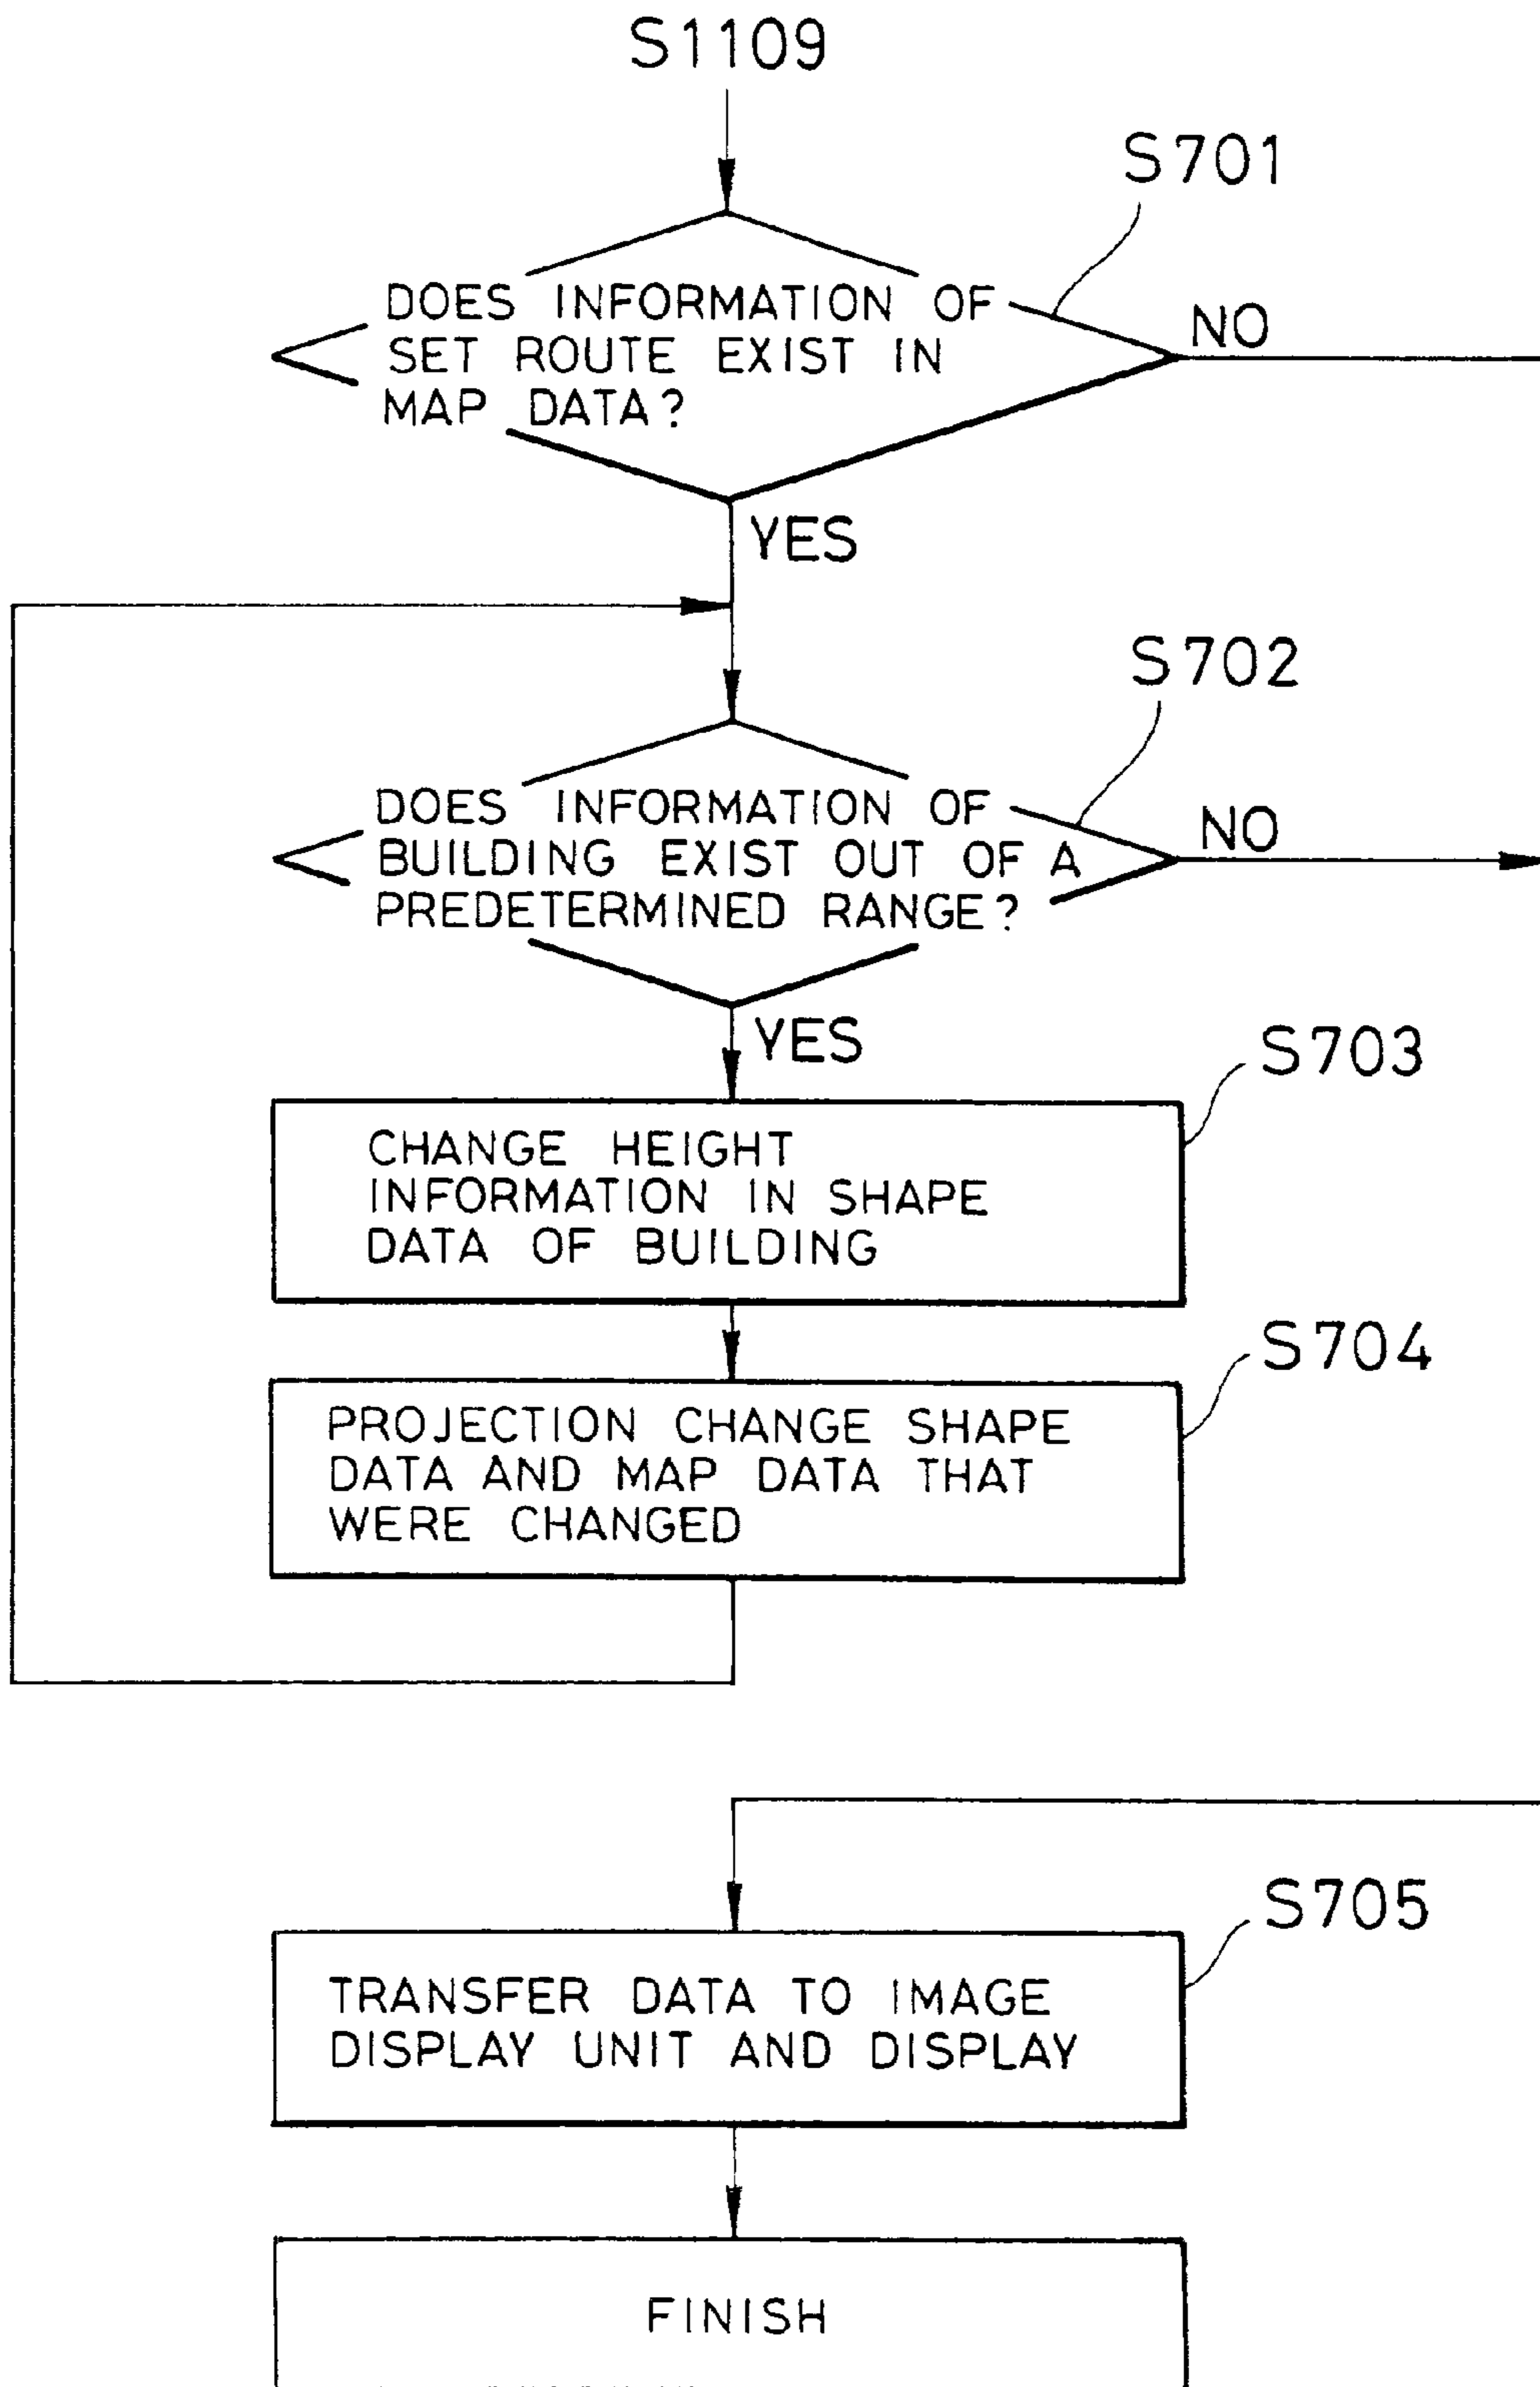 S1109
S701
DOES INFORMATION OF
SET ROUTE EXIST IN
MAP DATA?
NO
YES
S702
DOES INFORMATION OF
BUILDING EXIST OUT OF A
PREDETERMINED RANGE?
NO
YES
S703
CHANGE HEIGHT
INFORMATION IN SHAPE
DATA OF BUILDING
S704
PROJECTION CHANGE SHAPE
DATA AND MAP DATA THAT
WERE CHANGED
S705
TRANSFER DATA TO IMAGE
DISPLAY UNIT AND DISPLAY
FINISH